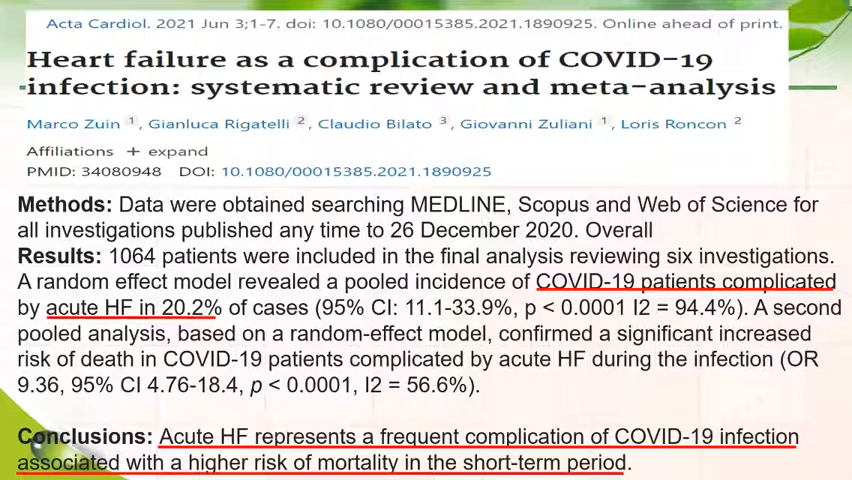 Acta Cardiol. 2021 Jun 3;1-7. doi: 10.1080/00015385.2021.1890925. Online ahead of print.
Heart failure as a complication of COVID-19
infection: systematic review and meta-analysis
Marco Zuin 1, Gianluca Rigatelli 2, Claudio Bilato 3, Giovanni Zuliani 1, Loris Roncon 2
Affiliations + expand
PMID: 34080948 DOI: 10.1080/00015385.2021.1890925
Methods: Data were obtained searching MEDLINE, Scopus and Web of Science for
all investigations published any time to 26 December 2020. Overall
Results: 1064 patients were included in the final analysis reviewing six investigations.
A random effect model revealed a pooled incidence of COVID-19 patients complicated
by acute HF in 20.2% of cases (95% CI: 11.1-33.9%, p < 0.0001 I2 = 94.4%). A second
pooled analysis, based on a random-effect model, confirmed a significant increased
risk of death in COVID-19 patients complicated by acute HF during the infection (OR
9.36, 95% CI 4.76-18.4, p < 0.0001, I2 = 56.6%).
Conclusions: Acute HF represents a frequent complication of COVID-19 infection
associated with a higher risk of mortality in the short-term period.